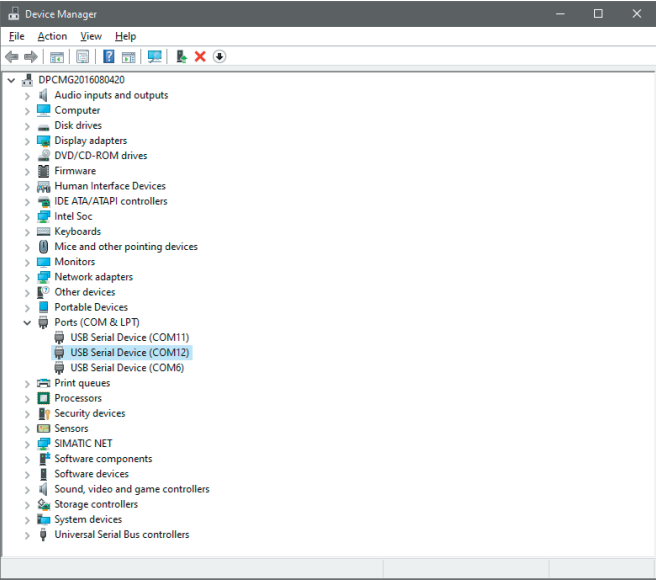 Device Manager
File Action View Help
DPCMG2016080420
Audio inputs and outputs
Computer
Disk drives
Display adapters
DVD/CD-ROM drives
Firmware
Human Interface Devices
IDE ATA/ATAPI controllers
Intel Soc
Keyboards
Mice and other pointing devices
Monitors
Network adapters
Other devices
Portable Devices
Ports (COM & LPT)
USB Serial Device (COM11)
USB Serial Device (COM12)
USB Serial Device (COM6)
Print queues
Processors
Security devices
Sensors
SIMATIC NET
Software components
Software devices
Sound, video and game controllers
Storage controllers
System devices
Universal Serial Bus controllers